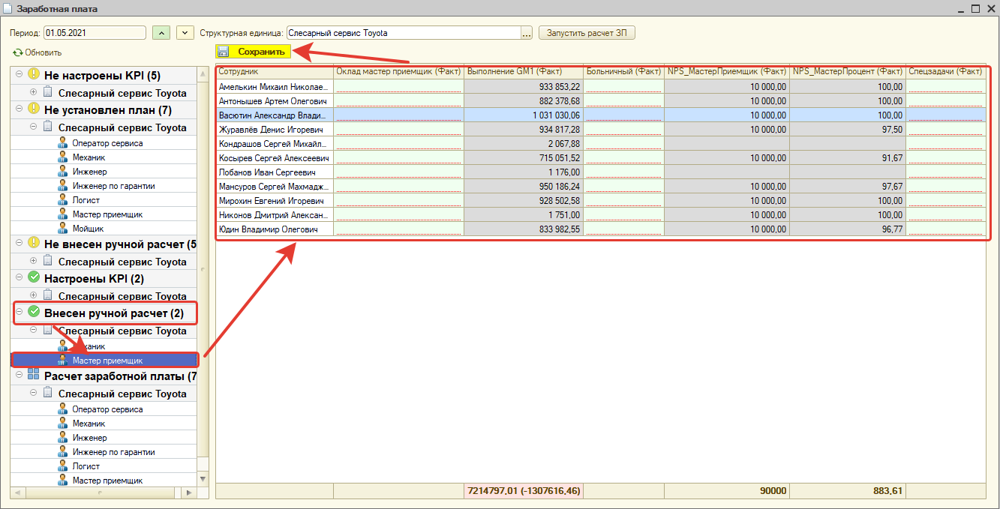 Заработная плата
Период: 01.05.2021 Структурная единица: Слесарный сервис Toyota ... Запустить расчет ЗП
Обновить
Сохранить
Не настроены KPI (5)
Слесарный сервис Toyota
Не установлен план (7)
Слесарный сервис Toyota
Оператор сервиса
Механик
Инженер
Инженер по гарантии
Логист
Мастер приемщик
Мойщик
Не внесен ручной расчет (5
Слесарный сервис Toyota
Настроены KPI (2)
Слесарный сервис Toyota
Внесен ручной расчет (2)
Слесарный сервис Toyota
ханик
Мастер приемщик
Расчет заработной платы (7
Слесарный сервис Toyota
Оператор сервиса
Механик
Инженер
Инженер по гарантии
Логист
Мастер приемщик
Сотрудник Оклад мастер приемщик (Факт) Выполнение GM1 (Факт) Больничный (Факт) NPS_МастерПриемщик (Факт) NPS_МастерПроцент (Факт) Спецзадачи (Факт)
Амелькин Михаил Николае... 933 853,22 10 000,00 100,00
Антонышев Артем Олегович 882 378,68 10 000,00 100,00
Васютин Александр Влади... 1 031 030,06 10 000,00 100,00
Журавлёв Денис Игоревич 934 817,28 10 000,00 97,50
Кондрашов Сергей Михайл... 2 067,88
Косырев Сергей Алексеевич 715 051,52 10 000,00 91,67
Лобанов Иван Сергеевич 1 176,00
Мансуров Сергей Махмадж... 950 186,24 10 000,00 97,67
Мирохин Евгений Игоревич 928 502,58 10 000,00 100,00
Никонов Дмитрий Алексан... 1 751,00 10 000,00 100,00
Юдин Владимир Олегович 833 982,55 10 000,00 96,77
7214797,01 (-1307616,46) 90000 883,61